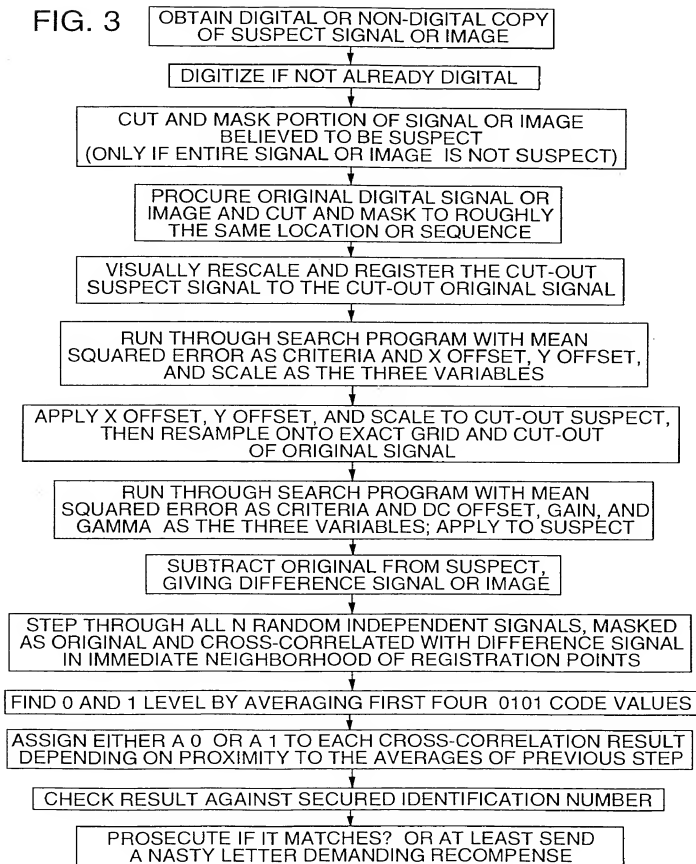 FIG. 3
OBTAIN DIGITAL OR NON-DIGITAL COPY
OF SUSPECT SIGNAL OR IMAGE
DIGITIZE IF NOT ALREADY DIGITAL
CUT AND MASK PORTION OF SIGNAL OR IMAGE
BELIEVED TO BE SUSPECT
(ONLY IF ENTIRE SIGNAL OR IMAGE IS NOT SUSPECT)
PROCURE ORIGINAL DIGITAL SIGNAL OR
IMAGE AND CUT AND MASK TO ROUGHLY
THE SAME LOCATION OR SEQUENCE
VISUALLY RESCALE AND REGISTER THE CUT-OUT
SUSPECT SIGNAL TO THE CUT-OUT ORIGINAL SIGNAL
RUN THROUGH SEARCH PROGRAM WITH MEAN
SQUARED ERROR AS CRITERIA AND X OFFSET, Y OFFSET,
AND SCALE AS THE THREE VARIABLES
APPLY X OFFSET, Y OFFSET, AND SCALE TO CUT-OUT SUSPECT,
THEN RESAMPLE ONTO EXACT GRID AND CUT-OUT
OF ORIGINAL SIGNAL
RUN THROUGH SEARCH PROGRAM WITH MEAN
SQUARED ERROR AS CRITERIA AND DC OFFSET, GAIN, AND
GAMMA AS THE THREE VARIABLES; APPLY TO SUSPECT
SUBTRACT ORIGINAL FROM SUSPECT,
GIVING DIFFERENCE SIGNAL OR IMAGE
STEP THROUGH ALL N RANDOM INDEPENDENT SIGNALS, MASKED
AS ORIGINAL AND CROSS-CORRELATED WITH DIFFERENCE SIGNAL
IN IMMEDIATE NEIGHBORHOOD OF REGISTRATION POINTS
FIND 0 AND 1 LEVEL BY AVERAGING FIRST FOUR 0101 CODE VALUES
ASSIGN EITHER A 0 OR A 1 TO EACH CROSS-CORRELATION RESULT
DEPENDING ON PROXIMITY TO THE AVERAGES OF PREVIOUS STEP
CHECK RESULT AGAINST SECURED IDENTIFICATION NUMBER
PROSECUTE IF IT MATCHES? OR AT LEAST SEND
A NASTY LETTER DEMANDING RECOMPENSE